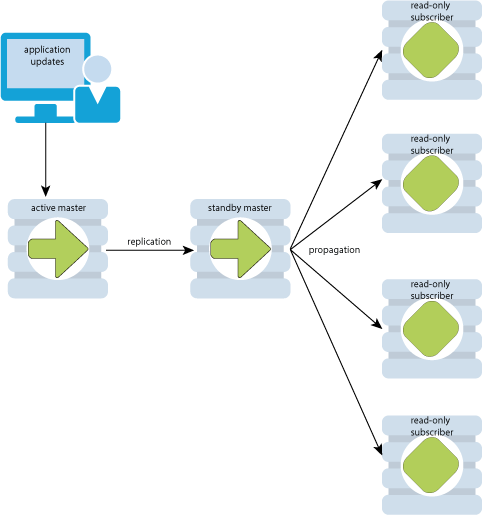 application
updates
active master
replication
standby master
propagation
read-only
subscriber
read-only
subscriber
read-only
subscriber
read-only
subscriber